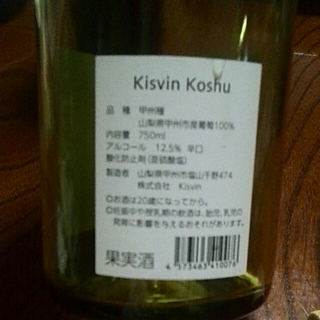 Kisvin Koshu
品 種 甲州種
山梨県甲州市産葡萄100%
内容量 750ml
アルコール 12.5% 辛口
酸化防止剤(亜硫酸塩)
製造者 山梨県甲州市塩山千野474
株式会社 Kisvin
◎お酒は20歳になってから。
◎妊娠中や授乳期の飲酒は、胎児、乳児の
発育に影響を与えるおそれがあります。
果実酒
4 573463 410076